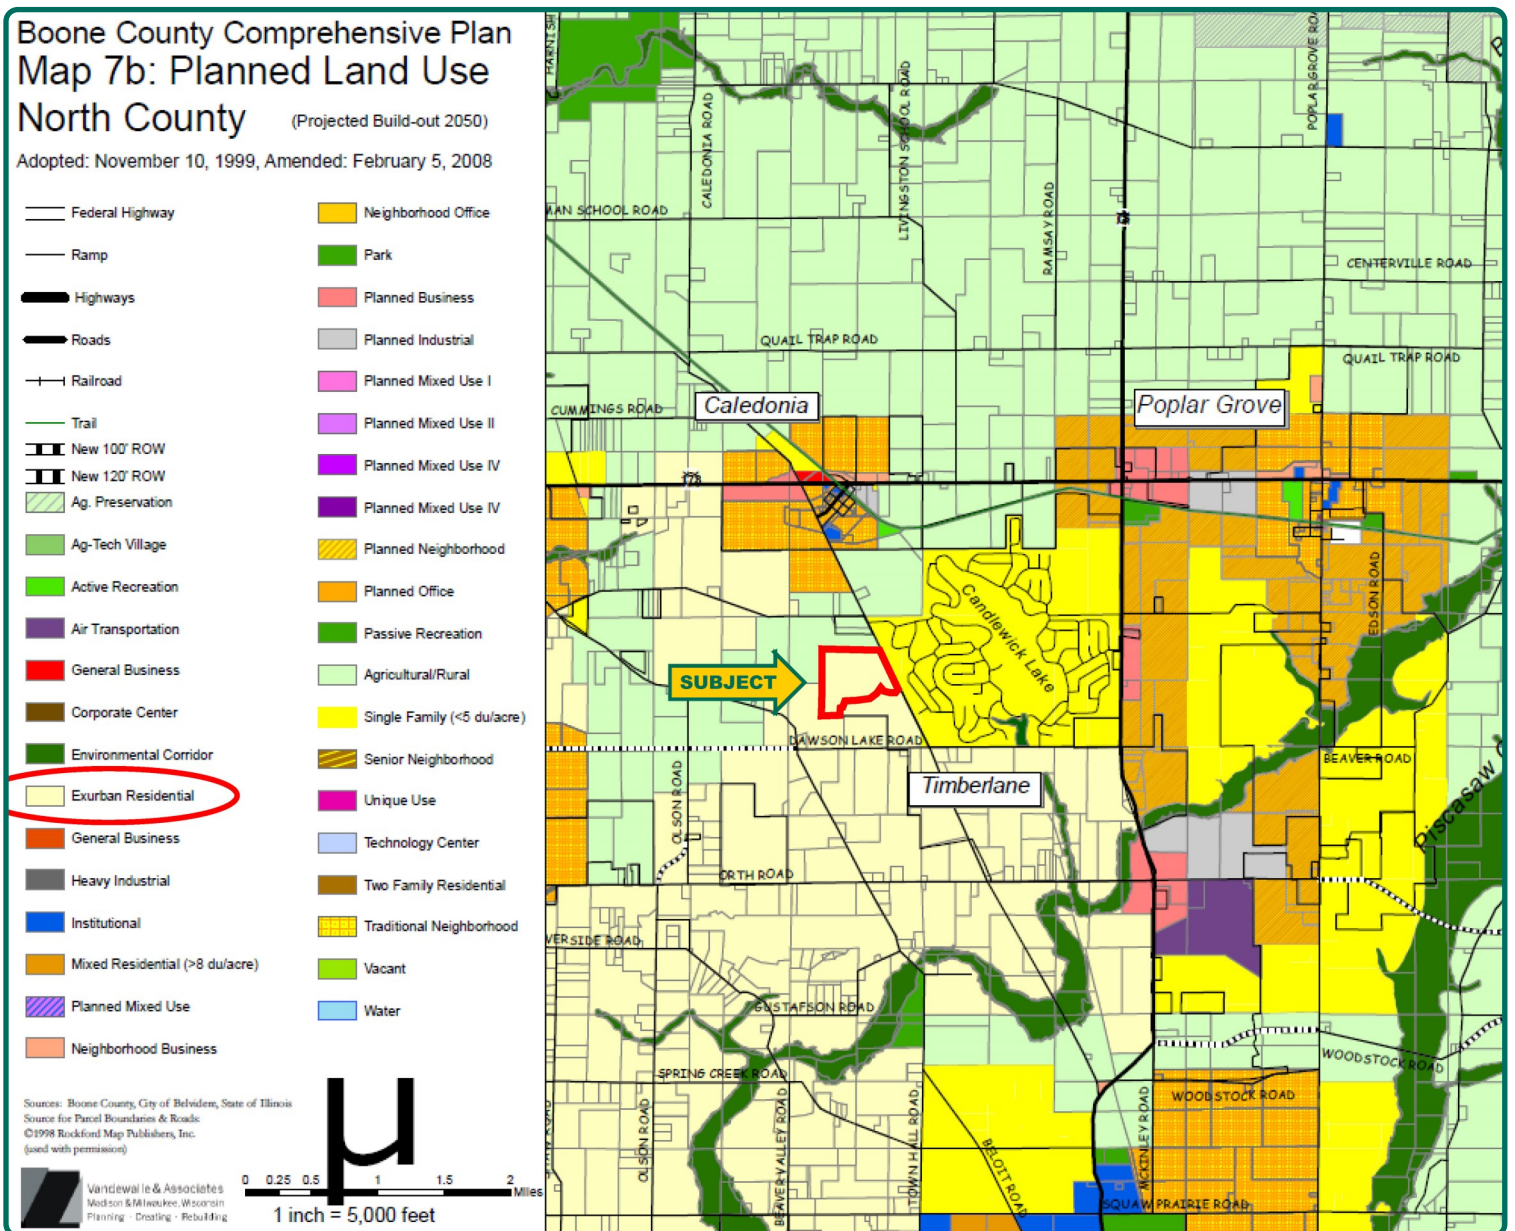 Boone County Comprehensive Plan
Map 7b: Planned Land Use
North County (Projected Build-out 2050)
Adopted: November 10, 1999, Amended: February 5, 2008
Federal Highway
Ramp
Highways
Roads
Railroad
Trail
New 100' ROW
New 120' ROW
Ag. Preservation
Ag-Tech Village
Active Recreation
Air Transportation
General Business
Corporate Center
Environmental Corridor
Exurban Residential
General Business
Heavy Industrial
Institutional
Mixed Residential (>8 du/acre)
Planned Mixed Use
Neighborhood Business
Neighborhood Office
Park
Planned Business
Planned Industrial
Planned Mixed Use I
Planned Mixed Use II
Planned Mixed Use IV
Planned Mixed Use IV
Planned Neighborhood
Planned Office
Passive Recreation
Agricultural/Rural
Single Family (<5 du/acre)
Senior Neighborhood
Unique Use
Technology Center
Two Family Residential
Traditional Neighborhood
Vacant
Water
Sources: Boone County, City of Belvidere, State of Illinois
Source for Parcel Boundaries & Roads:
©1998 Rockford Map Publishers, Inc.
(used with permission)
Vandewalle & Associates
Madison & Milwaukee, Wisconsin
Planning - Creating - Rebuilding
µ
0 0.25 0.5 1 1.5 2
Miles
1 inch = 5,000 feet
HARNISH
CALEDONIA ROAD
LIVINGSTON SCHOOL ROAD
RAMSAY ROAD
POPLAR GROVE ROA
P
MAN SCHOOL ROAD
CENTERVILLE ROAD
QUAIL TRAP ROAD
QUAIL TRAP ROAD
CUMMINGS ROAD
Caledonia
Poplar Grove
173
EDSON ROAD
Candlewick Lake
SUBJECT
DAWSON LAKE ROAD
BEAVER ROAD
Timberlane
Piscasaw C
OLSON ROAD
ORTH ROAD
VERSIDE ROAD
GUSTAFSON ROAD
WOODSTOCK ROAD
SPRING CREEK ROAD
WOODSTOCK ROAD
OLSON ROAD
BEAVER VALLEY ROAD
TOWN HALL ROAD
BELOIT ROAD
MCKINLEY ROAD
SQUAW PRAIRIE ROAD